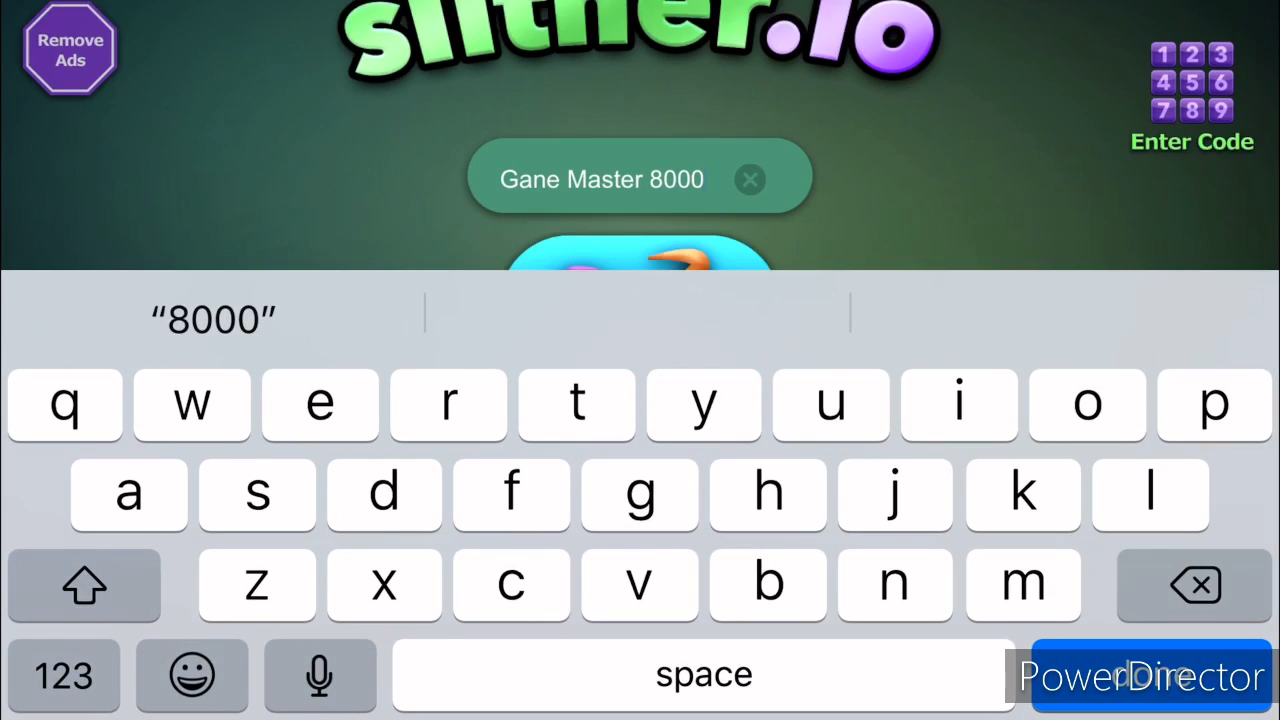 Remove
Ads
slither.io
1 2 3
4 5 6
7 8 9
Enter Code
Gane Master 8000
“8000”
q w e r t y u i o p
a s d f g h j k l
z x c v b n m
123 space done
PowerDirector